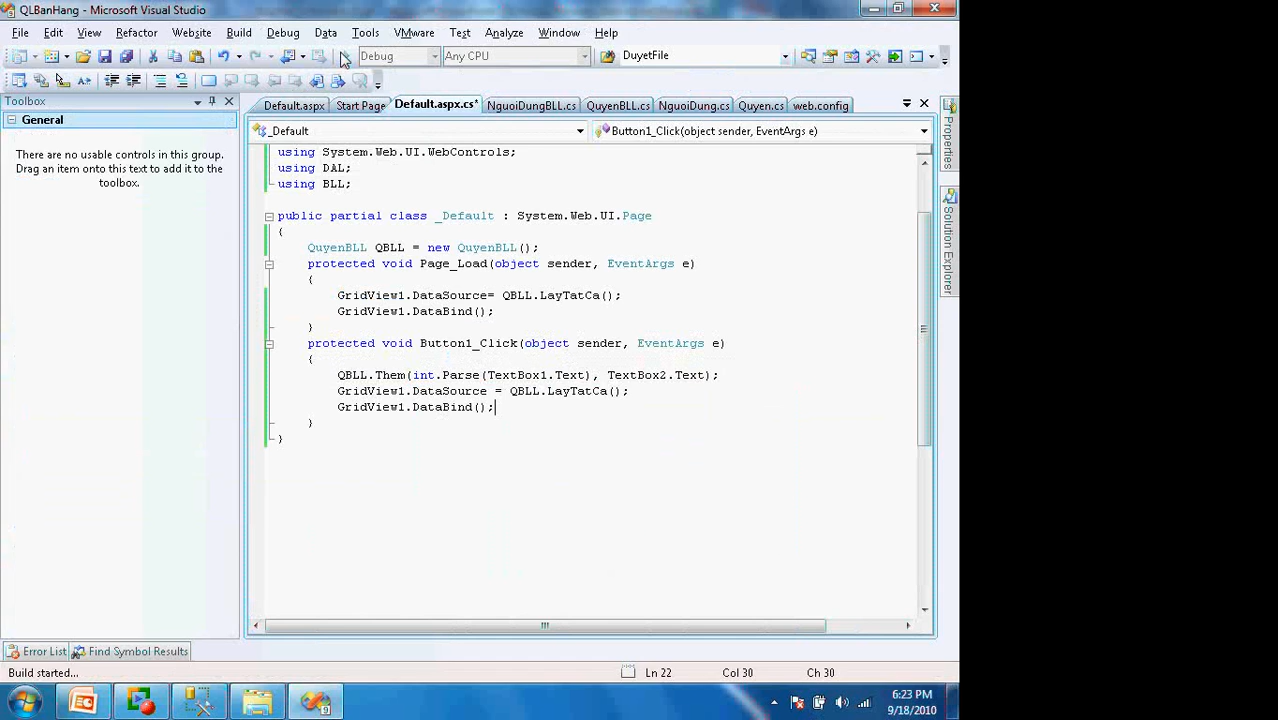 QLBanHang - Microsoft Visual Studio
File Edit View Refactor Website Build Debug Data Tools VMware Test Analyze Window Help
Debug Any CPU DuyetFile
Toolbox
General
There are no usable controls in this group.
Drag an item onto this text to add it to the
toolbox.
Default.aspx Start Page Default.aspx.cs* NguoiDungBLL.cs QuyenBLL.cs NguoiDung.cs Quyen.cs web.config
_Default Button1_Click(object sender, EventArgs e)
using System.Web.UI.WebControls;
using DAL;
using BLL;
public partial class _Default : System.Web.UI.Page
{
QuyenBLL QBLL = new QuyenBLL();
protected void Page_Load(object sender, EventArgs e)
{
GridView1.DataSource= QBLL.LayTatCa();
GridView1.DataBind();
}
protected void Button1_Click(object sender, EventArgs e)
{
QBLL.Them(int.Parse(TextBox1.Text), TextBox2.Text);
GridView1.DataSource = QBLL.LayTatCa();
GridView1.DataBind();
}
}
Properties
Solution Explorer
Error List Find Symbol Results
Build started... Ln 22 Col 30 Ch 30
6:23 PM
9/18/2010